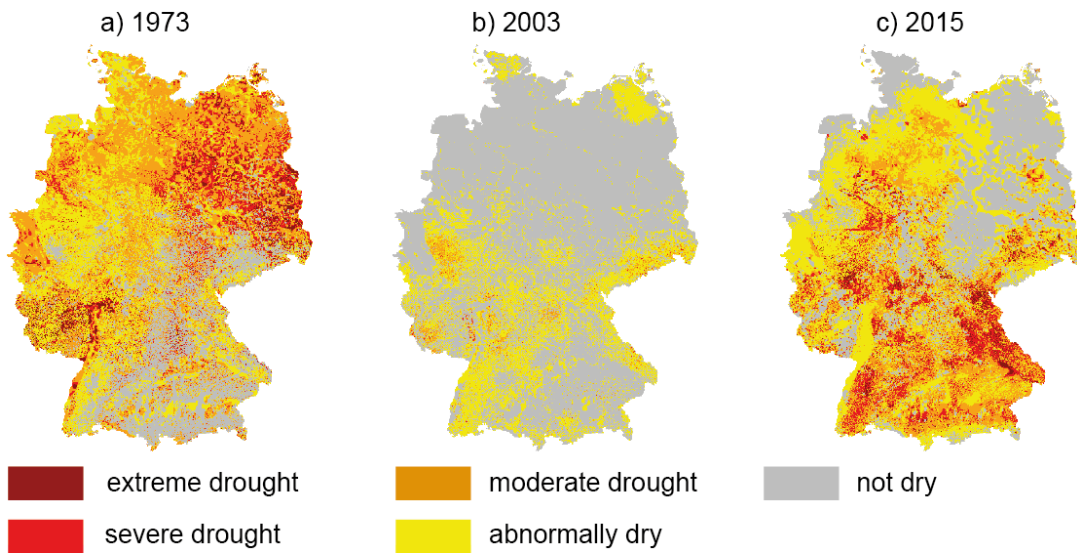 a) 1973
b) 2003
c) 2015
extreme drought
moderate drought
not dry
severe drought
abnormally dry